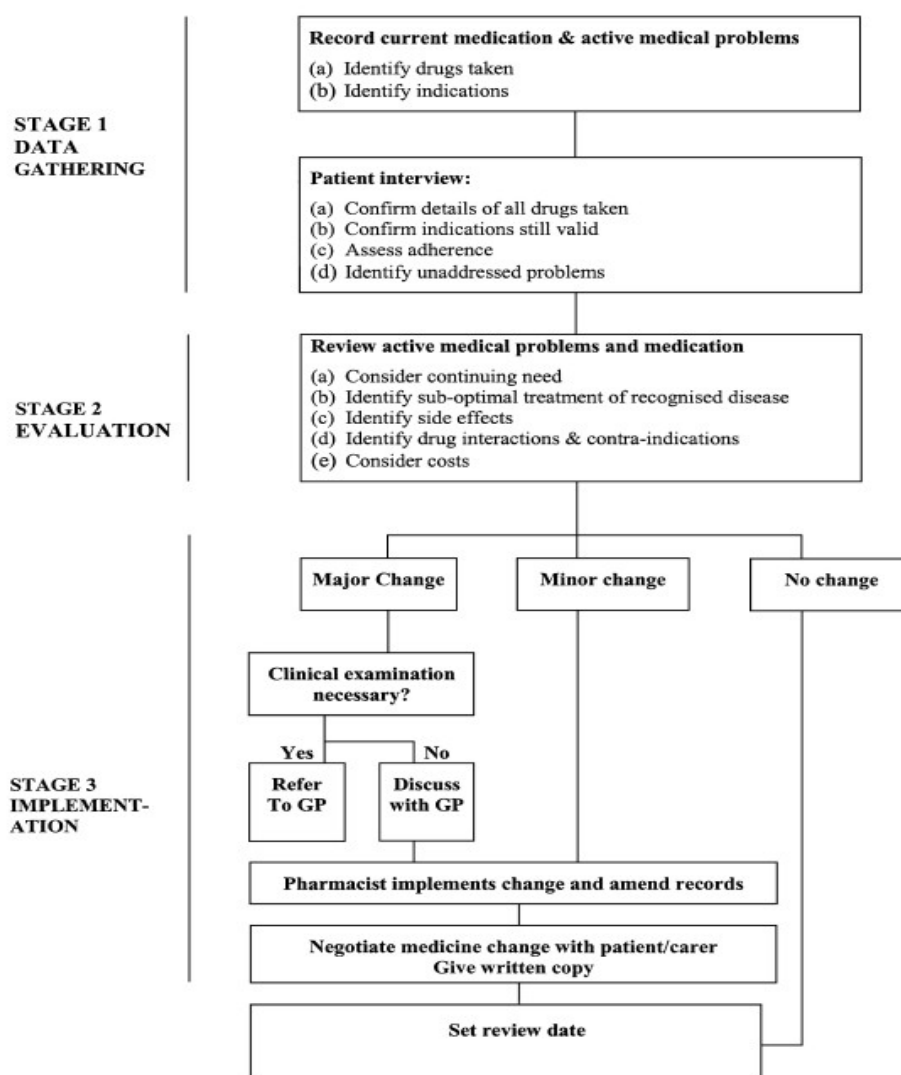 Record current medication & active medical problems
(a) Identify drugs taken
(b) Identify indications
STAGE 1
DATA
GATHERING
Patient interview:
(a) Confirm details of all drugs taken
(b) Confirm indications still valid
(c) Assess adherence
(d) Identify unaddressed problems
Review active medical problems and medication
(a) Consider continuing need
(b) Identify sub-optimal treatment of recognised disease
(c) Identify side effects
(d) Identify drug interactions & contra-indications
(e) Consider costs
STAGE 2
EVALUATION
Major Change
Minor change
No change
Clinical examination
necessary?
Yes
No
Refer
To GP
Discuss
with GP
STAGE 3
IMPLEMENT-
ATION
Pharmacist implements change and amend records
Negotiate medicine change with patient/carer
Give written copy
Set review date